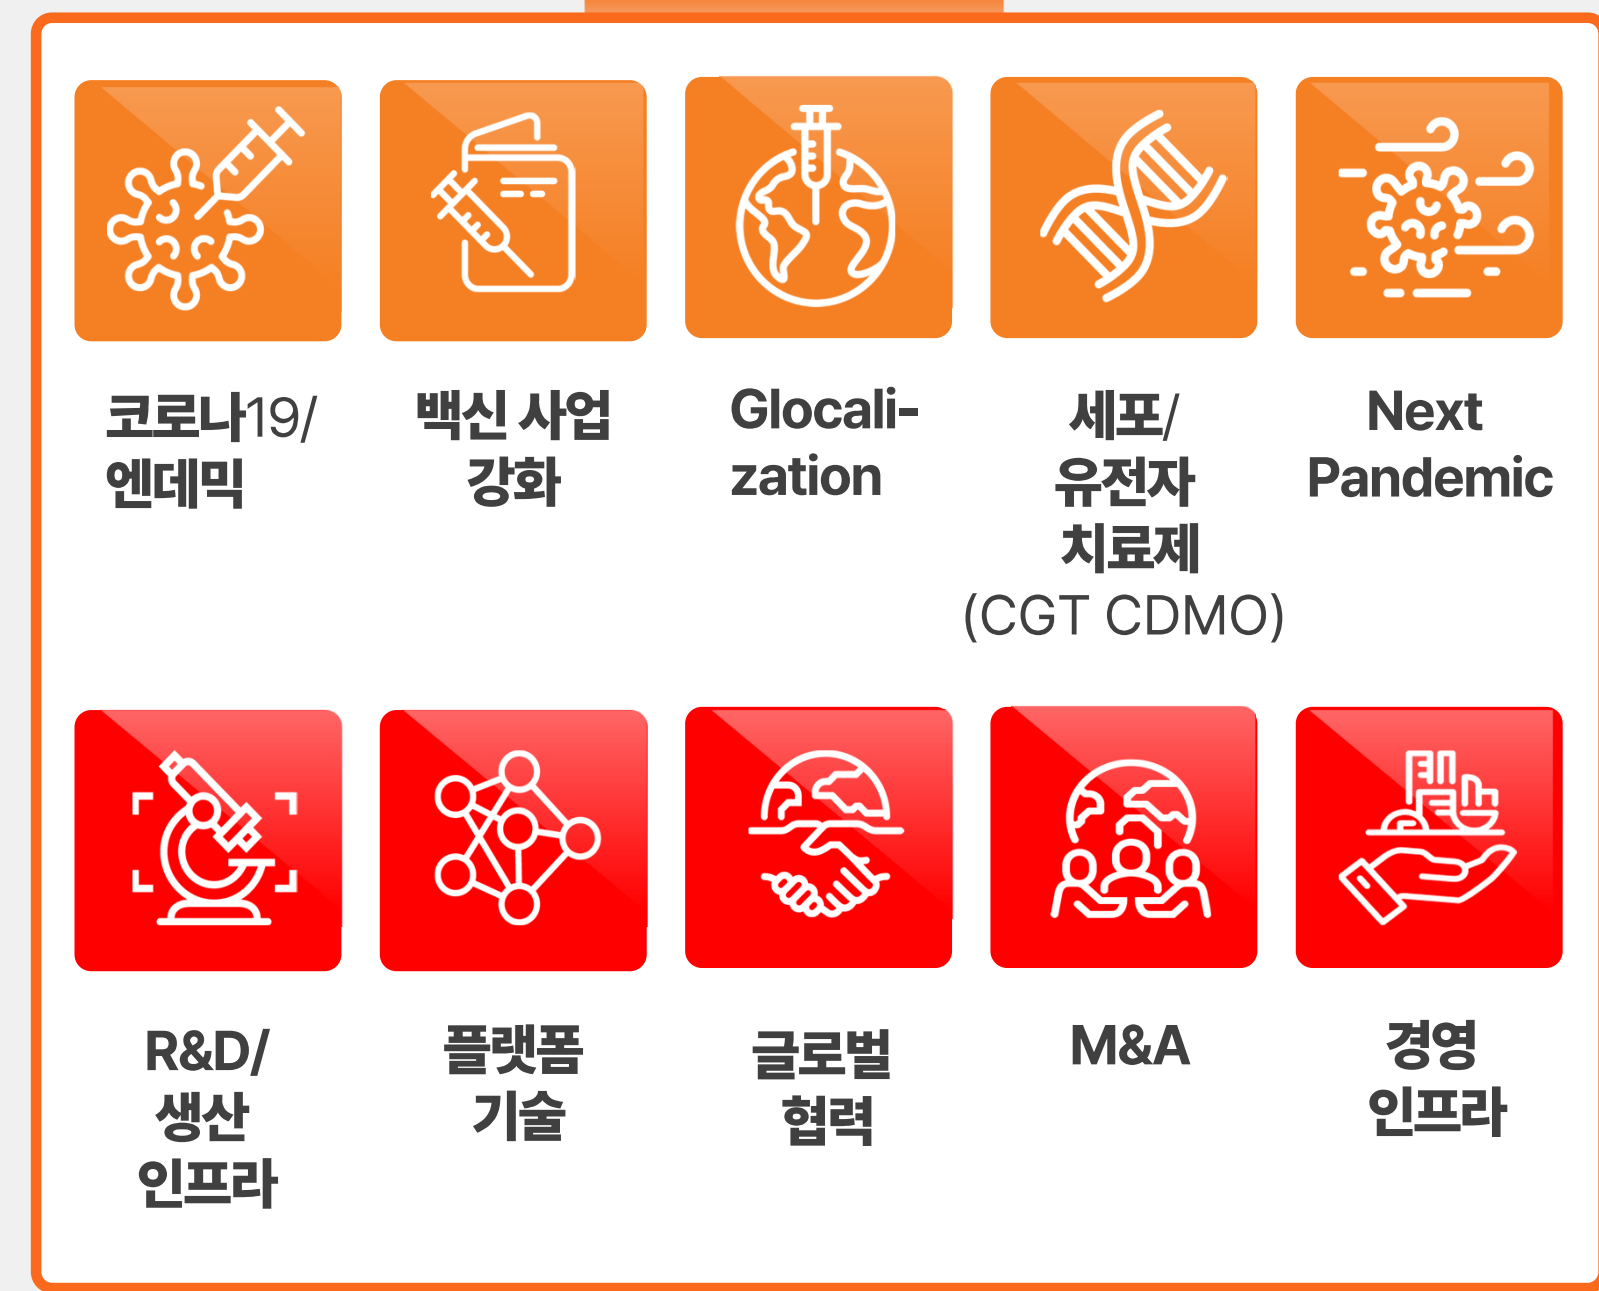 코로나19/
엔데믹
백신 사업
강화
Glocali-
zation
세포/
유전자
치료제
(CGT CDMO)
Next
Pandemic
R&D/
생산
인프라
플랫폼
기술
글로벌
협력
M&A
경영
인프라